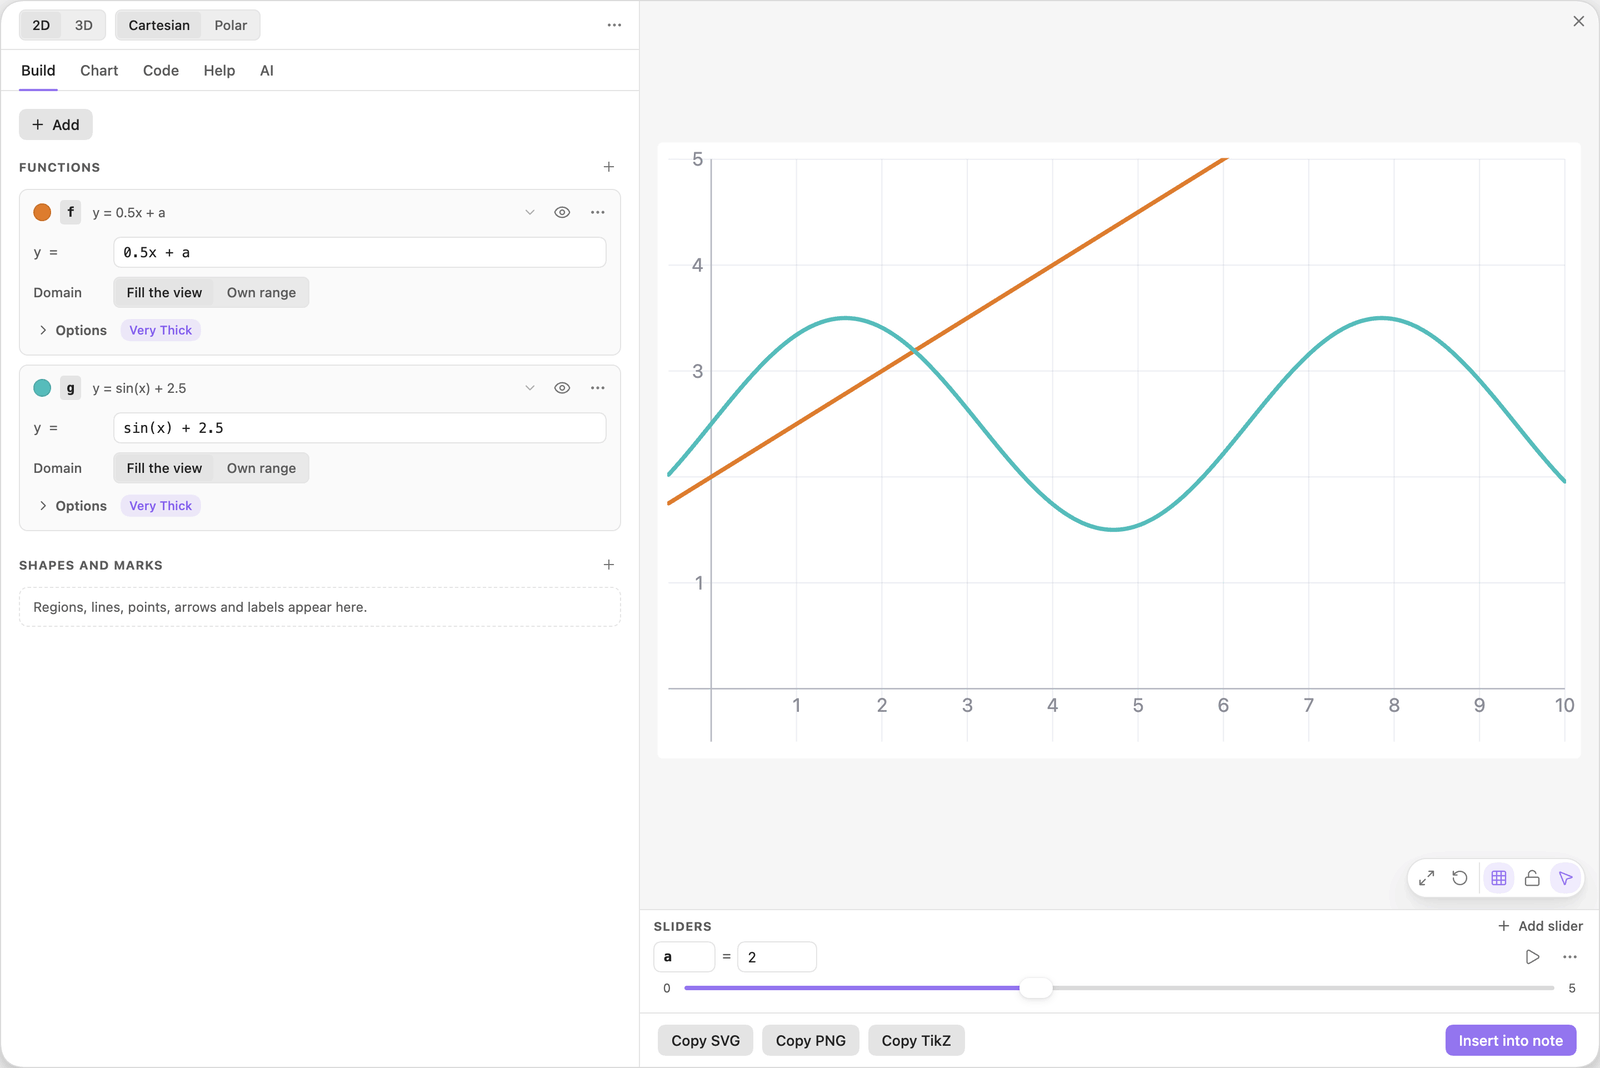 2D 3D Cartesian Polar
Build Chart Code Help AI
+ Add
FUNCTIONS
f y = 0.5x + a
y = 0.5x + a
Domain Fill the view Own range
Options Very Thick
g y = sin(x) + 2.5
y = sin(x) + 2.5
Domain Fill the view Own range
Options Very Thick
SHAPES AND MARKS
Regions, lines, points, arrows and labels appear here.
5
4
3
1
1 2 3 4 5 6 7 8 9 10
SLIDERS + Add slider
a = 2
0 5
Copy SVG Copy PNG Copy TikZ Insert into note